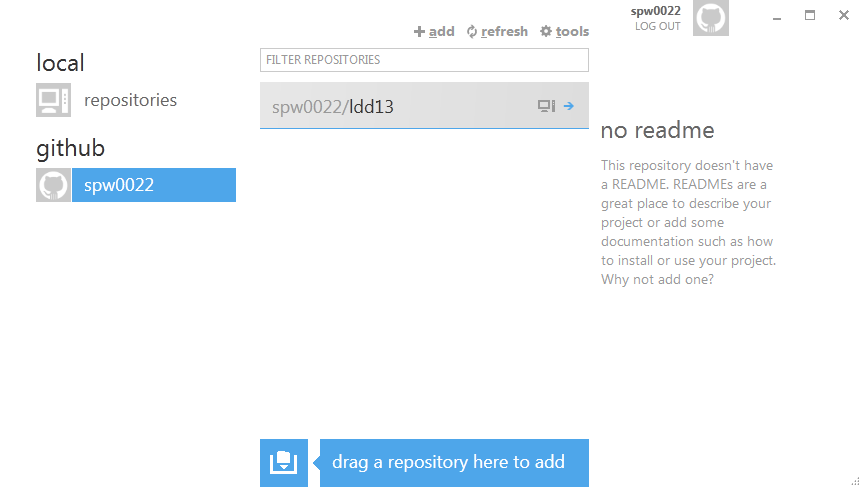 spw0022
LOG OUT
add refresh tools
local
repositories
github
spw0022
FILTER REPOSITORIES
spw0022/ldd13
no readme
This repository doesn't have
a README. READMEs are a
great place to describe your
project or add some
documentation such as how
to install or use your project.
Why not add one?
drag a repository here to add